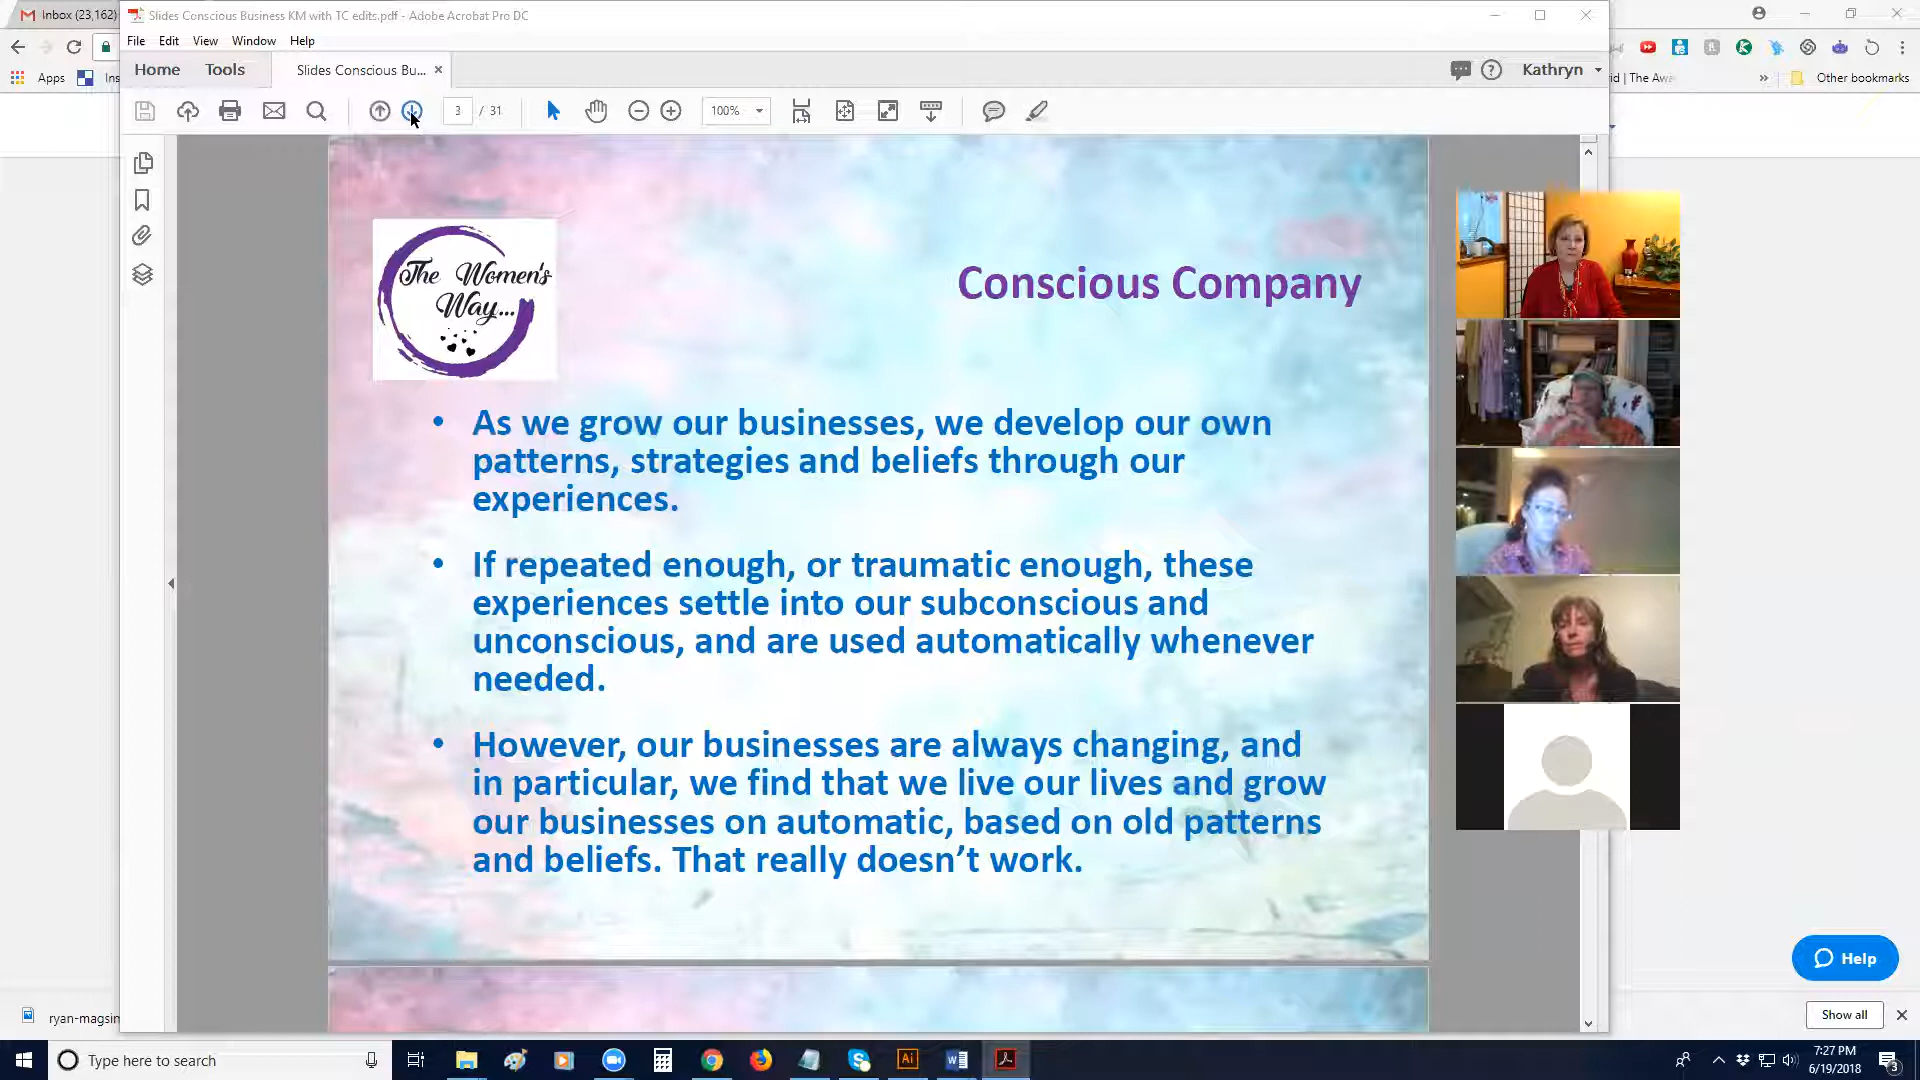 Inbox (23,162)
Slides Conscious Business KM with TC edits.pdf - Adobe Acrobat Pro DC
File Edit View Window Help
Home Tools Slides Conscious Bu... Kathryn
Apps
Other bookmarks
3 / 31 100%
The Women's
Way...
Conscious Company
• As we grow our businesses, we develop our own
patterns, strategies and beliefs through our
experiences.
• If repeated enough, or traumatic enough, these
experiences settle into our subconscious and
unconscious, and are used automatically whenever
needed.
• However, our businesses are always changing, and
in particular, we find that we live our lives and grow
our businesses on automatic, based on old patterns
and beliefs. That really doesn’t work.
Help
ryan-magsin
Show all
Type here to search
Ai
7:27 PM
6/19/2018
3